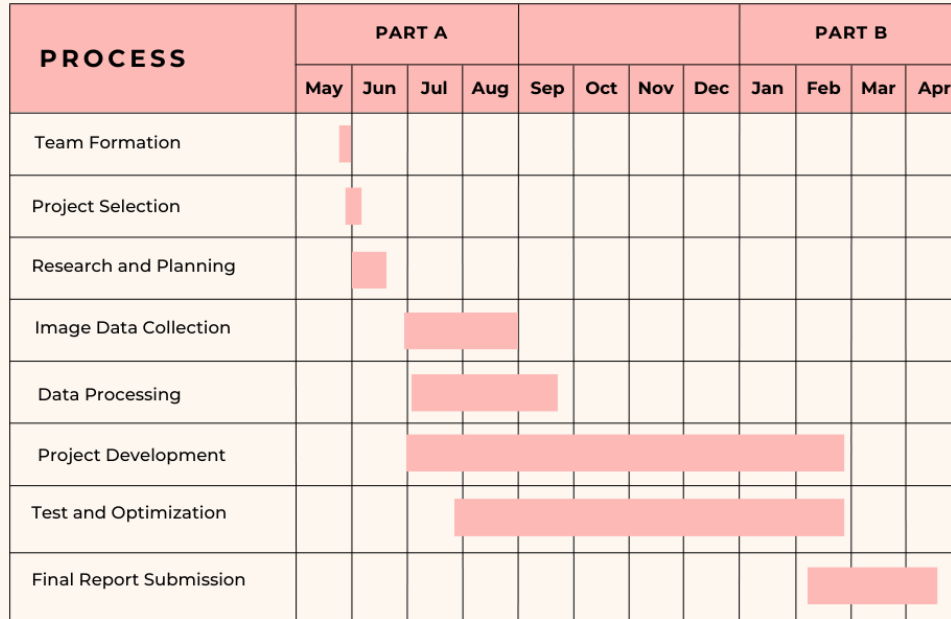 PROCESS
PART A
PART B
May Jun Jul Aug Sep Oct Nov Dec Jan Feb Mar Apr
Team Formation
Project Selection
Research and Planning
Image Data Collection
Data Processing
Project Development
Test and Optimization
Final Report Submission